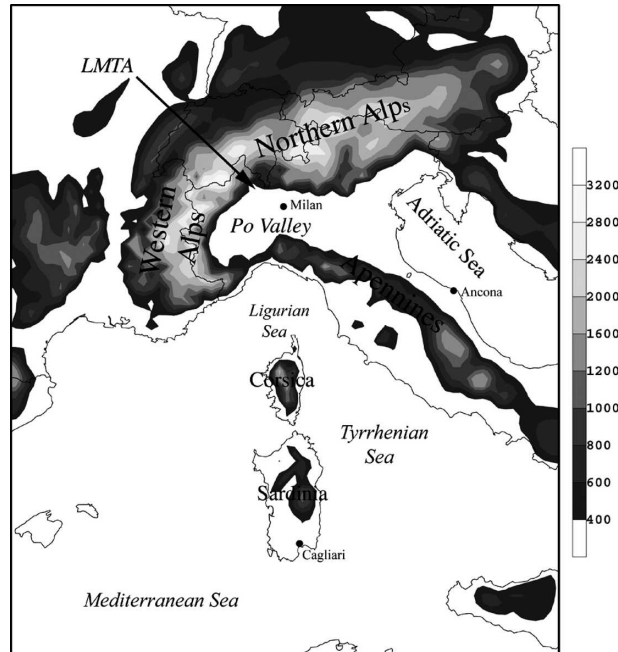 LMTA
Northern Alps
Western
Alps
Milan
Po Valley
Adriatic Sea
Apennines
Ancona
Ligurian
Sea
Corsica
Tyrrhenian
Sea
Sardinia
Cagliari
Mediterranean Sea
3200
2800
2400
2000
1600
1200
1000
800
600
400